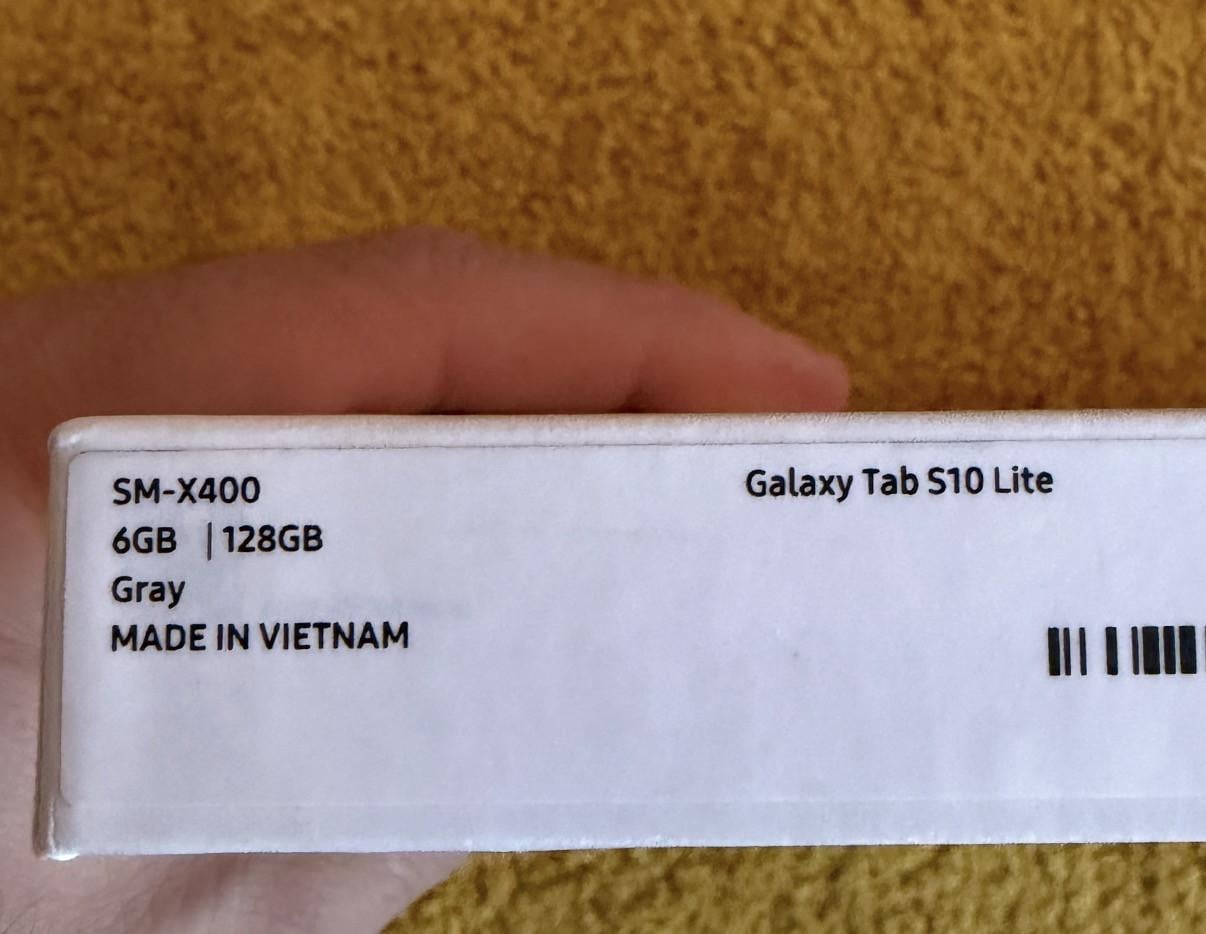 SM-X400
6GB | 128GB
Gray
MADE IN VIETNAM
Galaxy Tab S10 Lite